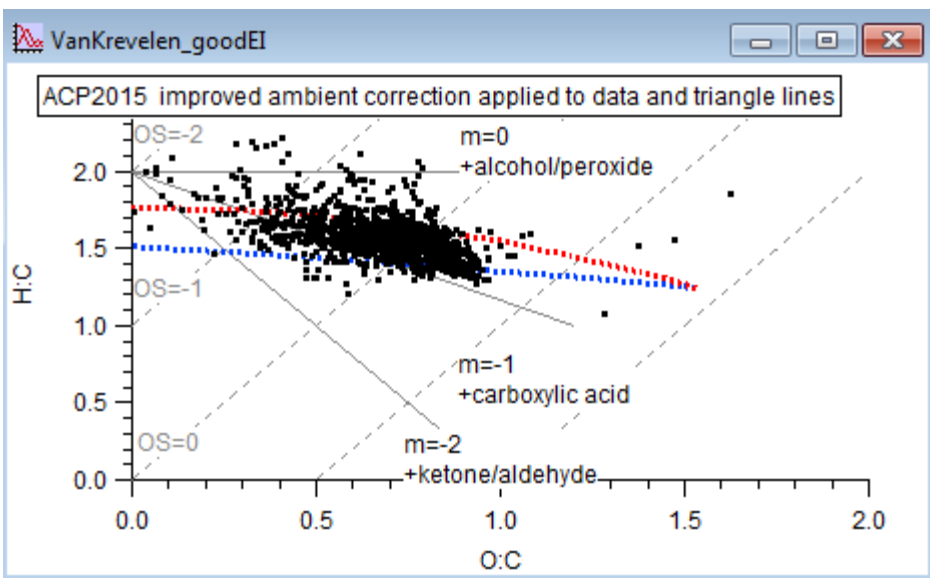 VanKrevelen_goodEI
ACP2015 improved ambient correction applied to data and triangle lines
OS=-2
m=0
+alcohol/peroxide
2.0
1.5
H:C
OS=-1
1.0
m=-1
+carboxylic acid
0.5
OS=0
m=-2
+ketone/aldehyde
0.0
0.0 0.5 1.0 1.5 2.0
O:C